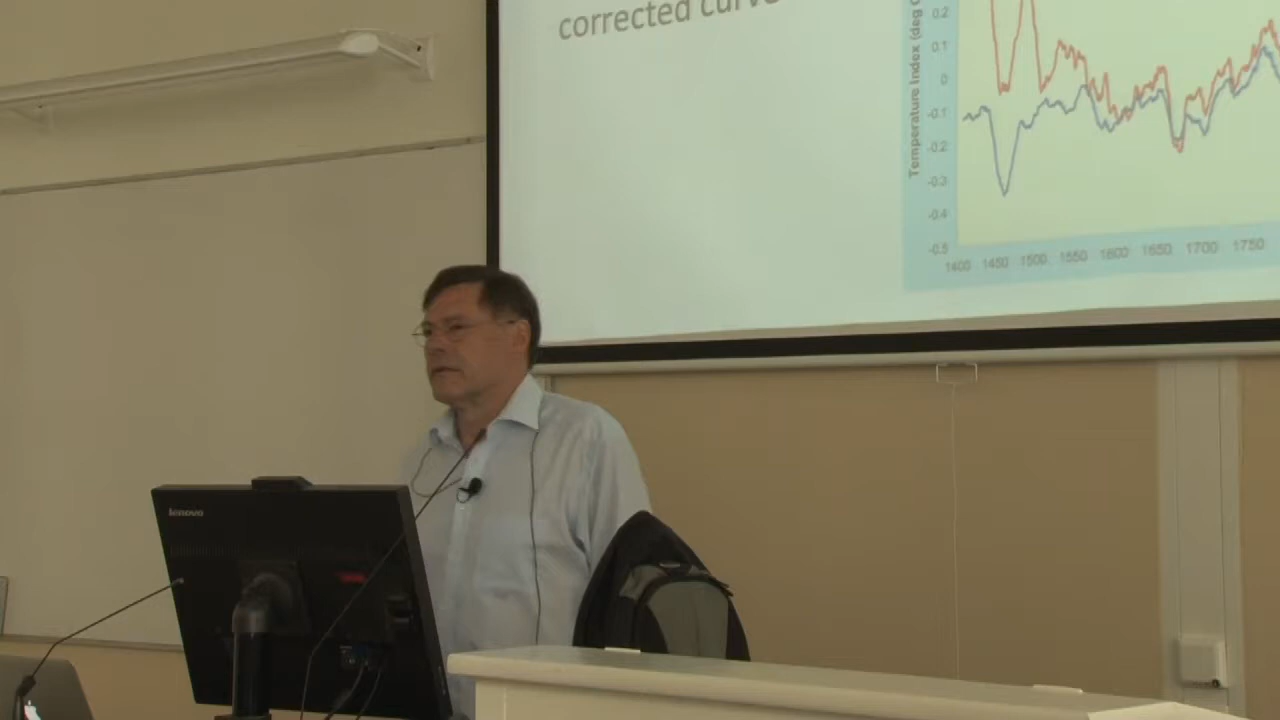 corrected curve
Temperature Index (deg C
0.2
0.1
0
-0.1
-0.2
-0.3
-0.4
-0.5
1400 1450 1500 1550 1600 1650 1700 1750
lenovo